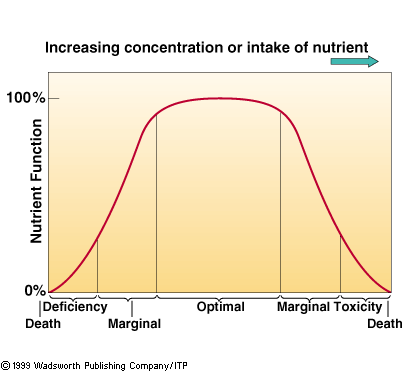 Increasing concentration or intake of nutrient
100%
Nutrient Function
0%
Deficiency Optimal Marginal Toxicity
Death Marginal Death
© 1999 Wadsworth Publishing Company/ITP